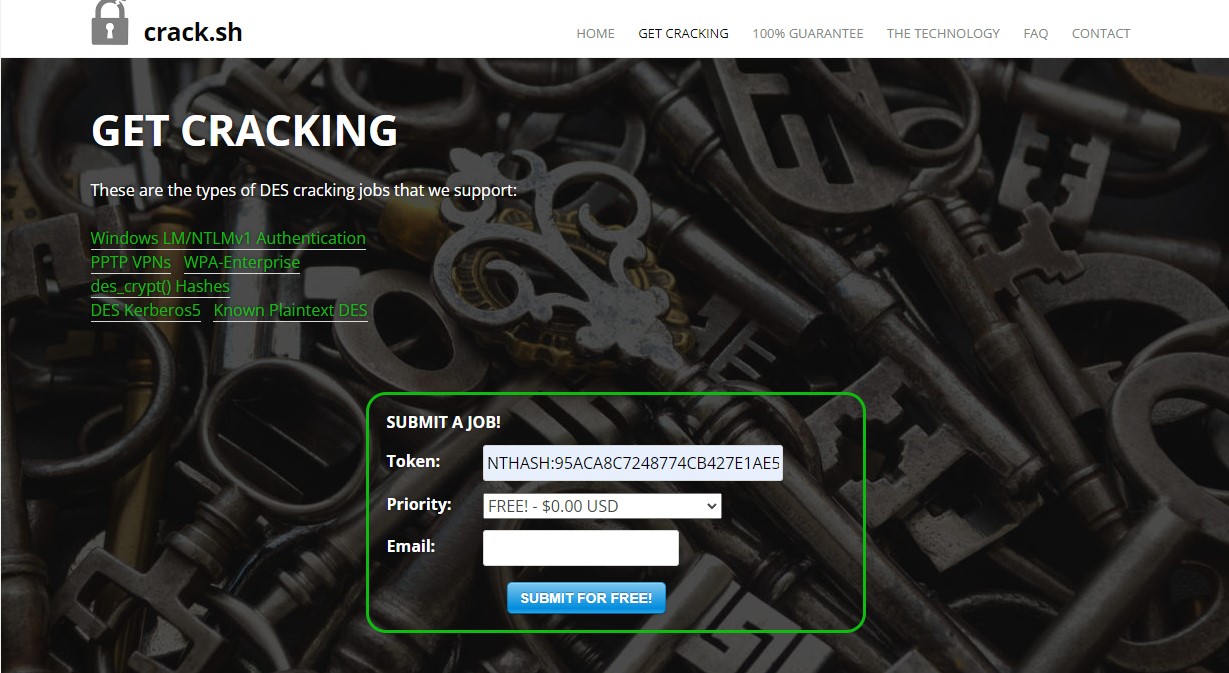 crack.sh
HOME GET CRACKING 100% GUARANTEE THE TECHNOLOGY FAQ CONTACT
GET CRACKING
These are the types of DES cracking jobs that we support:
Windows LM/NTLMv1 Authentication
PPTP VPNs WPA-Enterprise
des_crypt() Hashes
DES Kerberos5 Known Plaintext DES
SUBMIT A JOB!
Token: NTHASH:95ACA8C7248774CB427E1AE5
Priority: FREE! - $0.00 USD
Email:
SUBMIT FOR FREE!